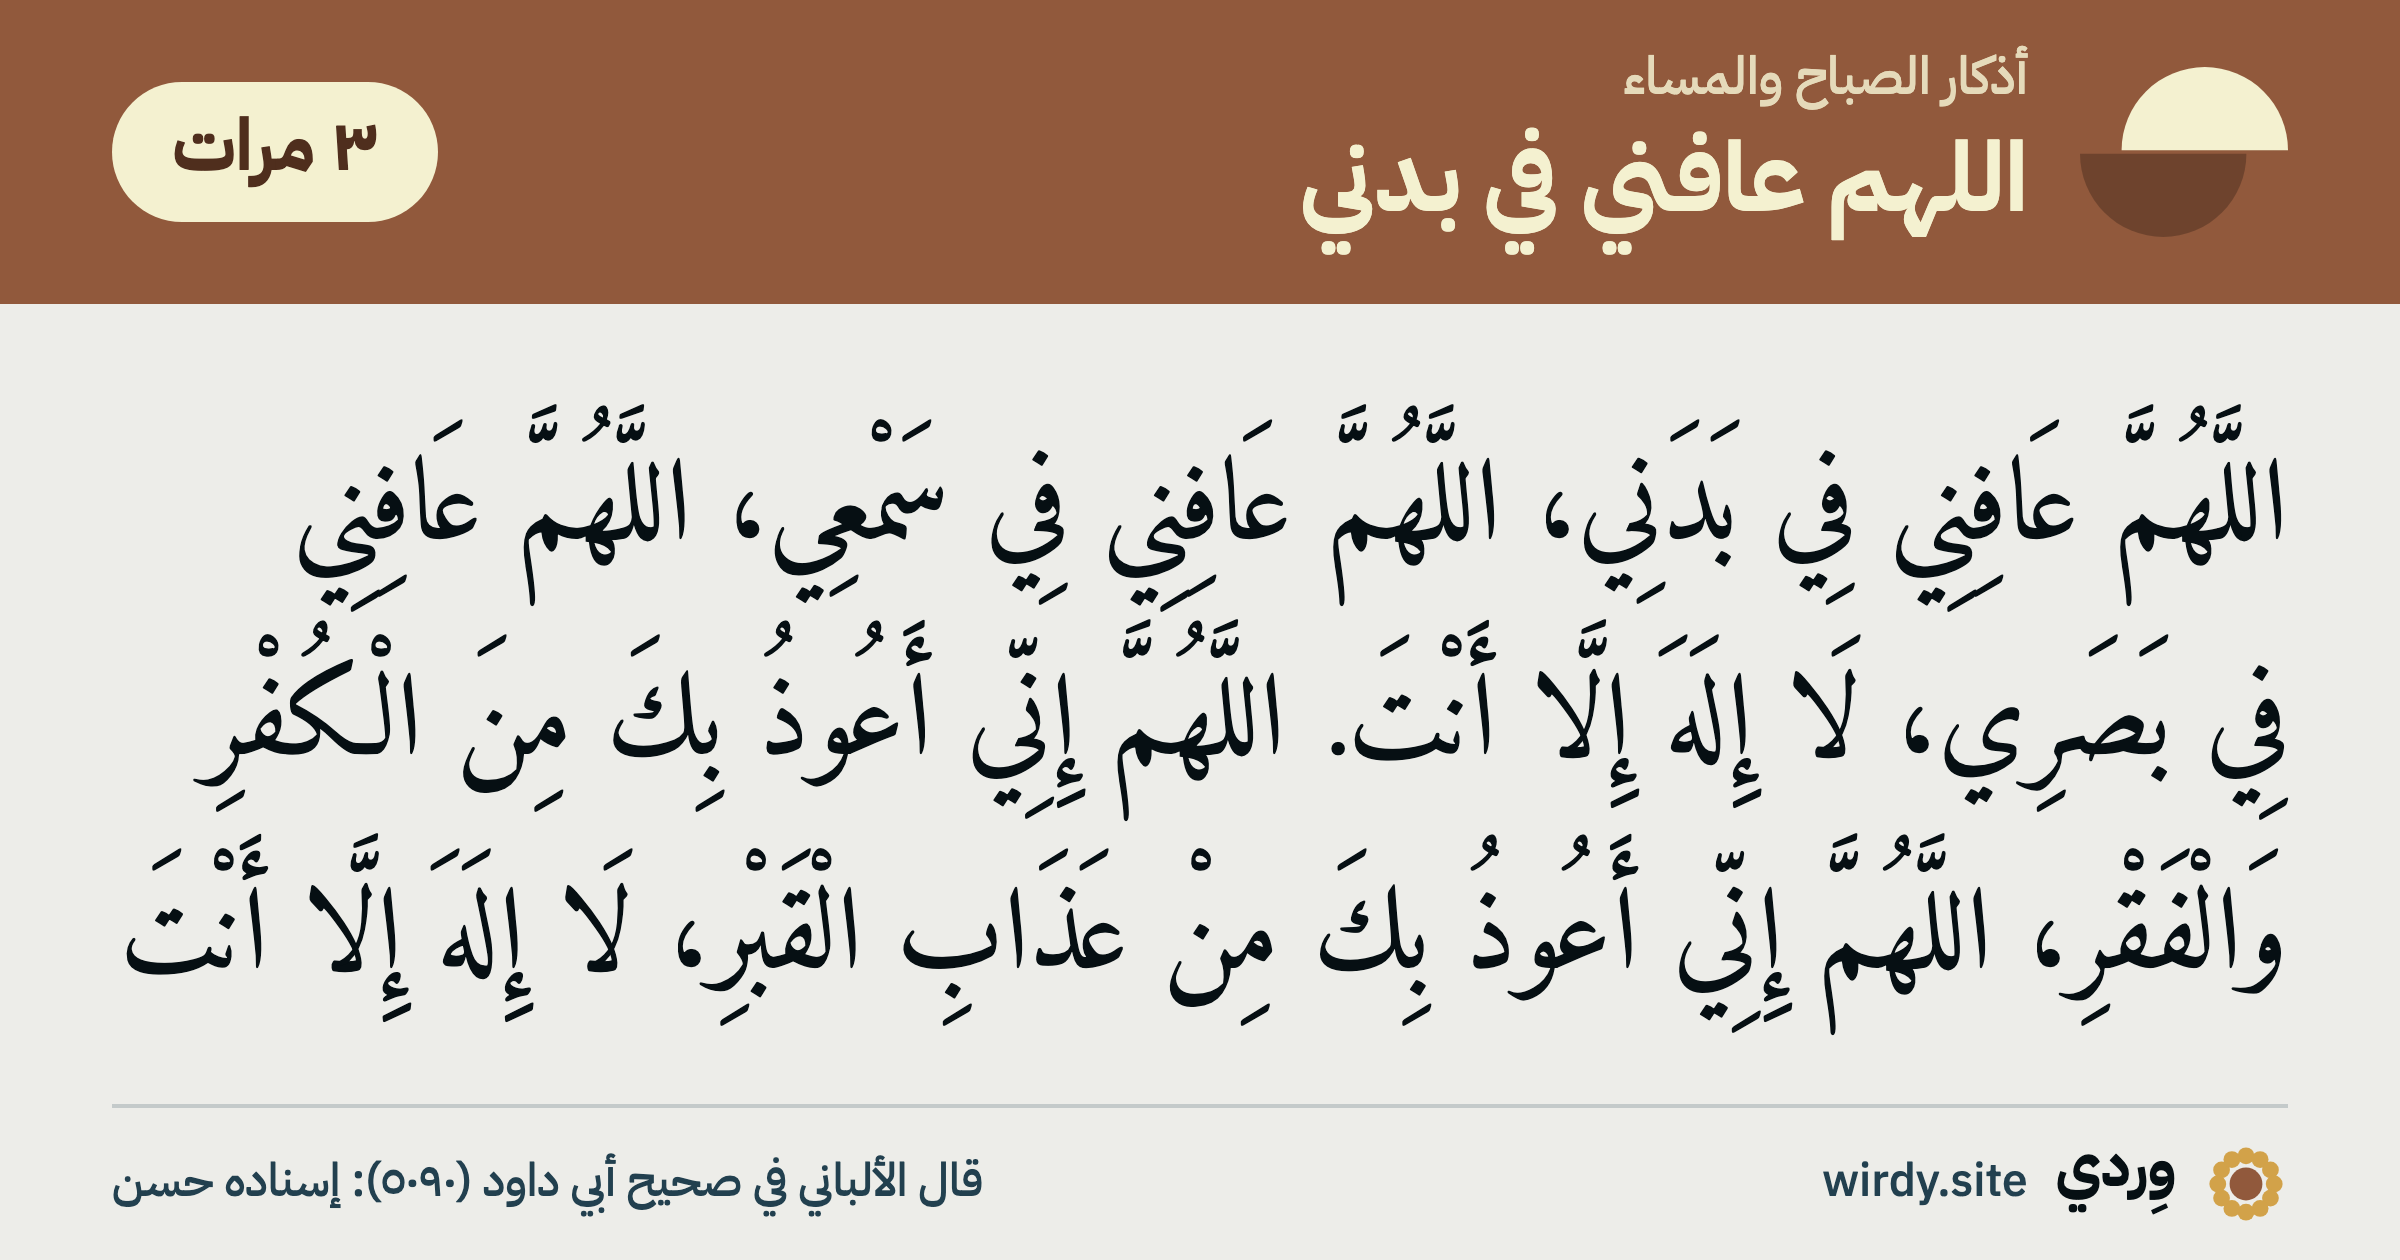 أذكار الصباح والمساء
اللهم عافني في بدني
٣ مرات
اللَّهُمَّ عَافِنِي فِي بَدَنِي، اللَّهُمَّ عَافِنِي فِي سَمْعِي، اللَّهُمَّ عَافِنِي
فِي بَصَرِي، لَا إِلَهَ إِلَّا أَنْتَ. اللَّهُمَّ إِنِّي أَعُوذُ بِكَ مِنَ الْكُفْرِ
وَالْفَقْرِ، اللَّهُمَّ إِنِّي أَعُوذُ بِكَ مِنْ عَذَابِ الْقَبْرِ، لَا إِلَهَ إِلَّا أَنْتَ
وِردي wirdy.site
قال الألباني في صحيح أبي داود (٥٠٩٠): إسناده حسن